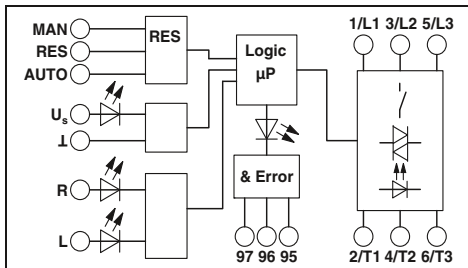 MAN
RES
AUTO
Us
⊥
R
L
RES
Logic
µP
& Error
97 96 95
1/L1 3/L2 5/L3
2/T1 4/T2 6/T3